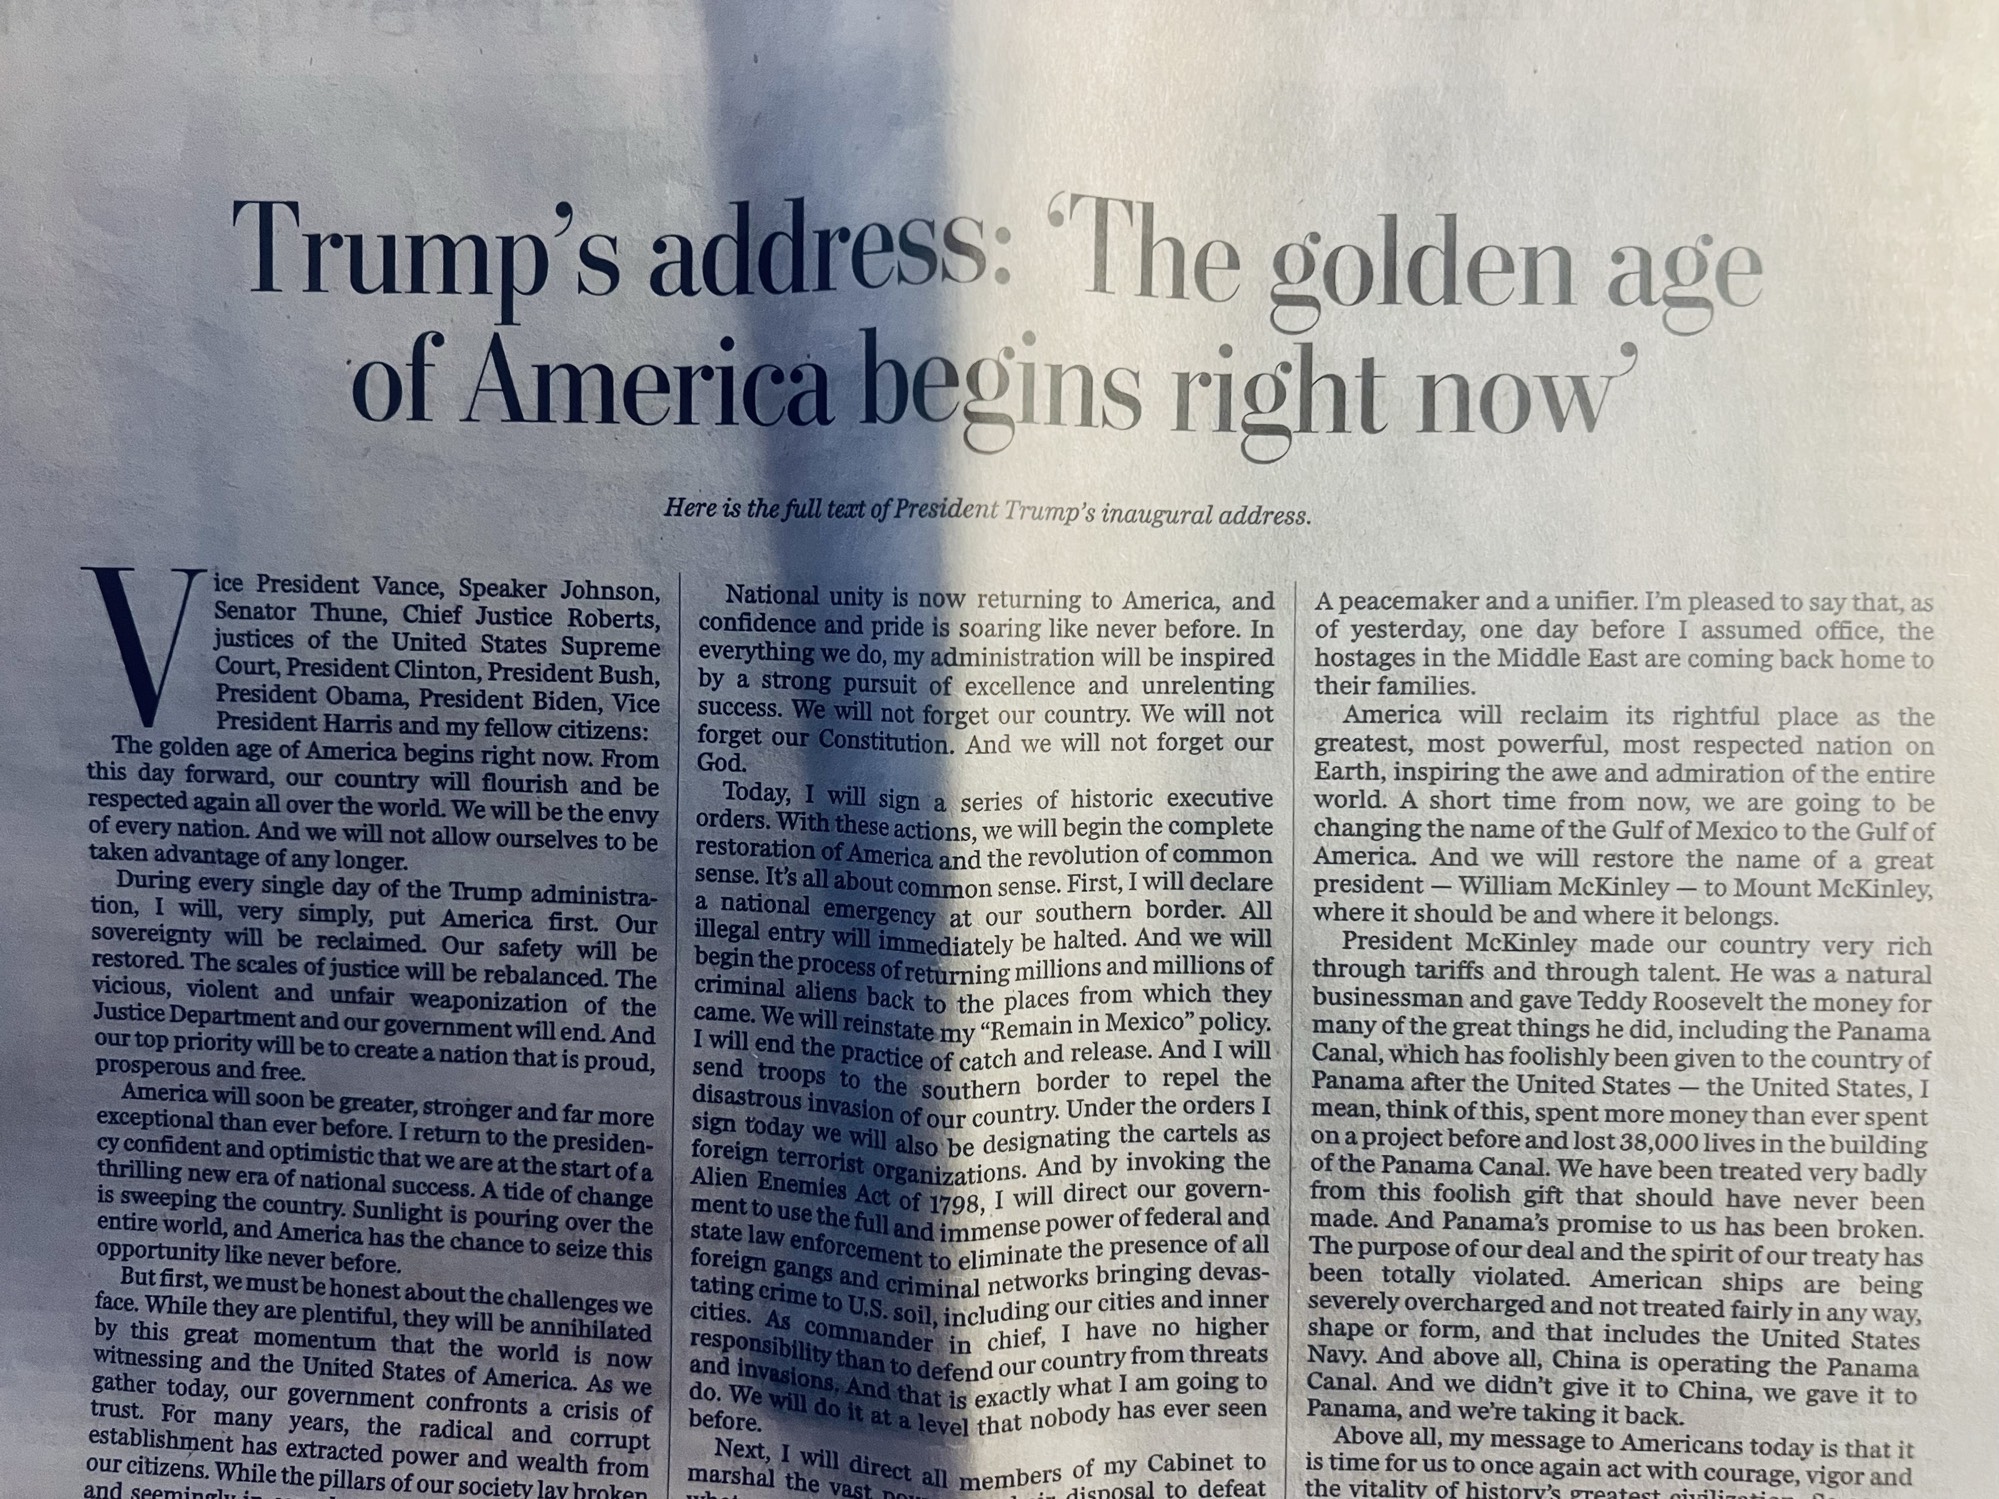 Trump’s address: ‘The golden age
of America begins right now’
Here is the full text of President Trump’s inaugural address.
Vice President Vance, Speaker Johnson,
Senator Thune, Chief Justice Roberts,
justices of the United States Supreme
Court, President Clinton, President Bush,
President Obama, President Biden, Vice
President Harris and my fellow citizens:
The golden age of America begins right now. From
this day forward, our country will flourish and be
respected again all over the world. We will be the envy
of every nation. And we will not allow ourselves to be
taken advantage of any longer.
During every single day of the Trump administra-
tion, I will, very simply, put America first. Our
sovereignty will be reclaimed. Our safety will be
restored. The scales of justice will be rebalanced. The
vicious, violent and unfair weaponization of the
Justice Department and our government will end. And
our top priority will be to create a nation that is proud,
prosperous and free.
America will soon be greater, stronger and far more
exceptional than ever before. I return to the presiden-
cy confident and optimistic that we are at the start of a
thrilling new era of national success. A tide of change
is sweeping the country. Sunlight is pouring over the
entire world, and America has the chance to seize this
opportunity like never before.
But first, we must be honest about the challenges we
face. While they are plentiful, they will be annihilated
by this great momentum that the world is now
witnessing and the United States of America. As we
gather today, our government confronts a crisis of
trust. For many years, the radical and corrupt
establishment has extracted power and wealth from
our citizens. While the pillars of our society lay broken
and seemingly in
National unity is now returning to America, and
confidence and pride is soaring like never before. In
everything we do, my administration will be inspired
by a strong pursuit of excellence and unrelenting
success. We will not forget our country. We will not
forget our Constitution. And we will not forget our
God.
Today, I will sign a series of historic executive
orders. With these actions, we will begin the complete
restoration of America and the revolution of common
sense. It’s all about common sense. First, I will declare
a national emergency at our southern border. All
illegal entry will immediately be halted. And we will
begin the process of returning millions and millions of
criminal aliens back to the places from which they
came. We will reinstate my “Remain in Mexico” policy.
I will end the practice of catch and release. And I will
send troops to the southern border to repel the
disastrous invasion of our country. Under the orders I
sign today we will also be designating the cartels as
foreign terrorist organizations. And by invoking the
Alien Enemies Act of 1798, I will direct our govern-
ment to use the full and immense power of federal and
state law enforcement to eliminate the presence of all
foreign gangs and criminal networks bringing devas-
tating crime to U.S. soil, including our cities and inner
cities. As commander in chief, I have no higher
responsibility than to defend our country from threats
and invasions. And that is exactly what I am going to
do. We will do it at a level that nobody has ever seen
before.
Next, I will direct all members of my Cabinet to
marshal the vast disposal to defeat
A peacemaker and a unifier. I’m pleased to say that, as
of yesterday, one day before I assumed office, the
hostages in the Middle East are coming back home to
their families.
America will reclaim its rightful place as the
greatest, most powerful, most respected nation on
Earth, inspiring the awe and admiration of the entire
world. A short time from now, we are going to be
changing the name of the Gulf of Mexico to the Gulf of
America. And we will restore the name of a great
president — William McKinley — to Mount McKinley,
where it should be and where it belongs.
President McKinley made our country very rich
through tariffs and through talent. He was a natural
businessman and gave Teddy Roosevelt the money for
many of the great things he did, including the Panama
Canal, which has foolishly been given to the country of
Panama after the United States — the United States, I
mean, think of this, spent more money than ever spent
on a project before and lost 38,000 lives in the building
of the Panama Canal. We have been treated very badly
from this foolish gift that should have never been
made. And Panama’s promise to us has been broken.
The purpose of our deal and the spirit of our treaty has
been totally violated. American ships are being
severely overcharged and not treated fairly in any way,
shape or form, and that includes the United States
Navy. And above all, China is operating the Panama
Canal. And we didn’t give it to China, we gave it to
Panama, and we’re taking it back.
Above all, my message to Americans today is that it
is time for us to once again act with courage, vigor and
the vitality of history’s greatest civilization.